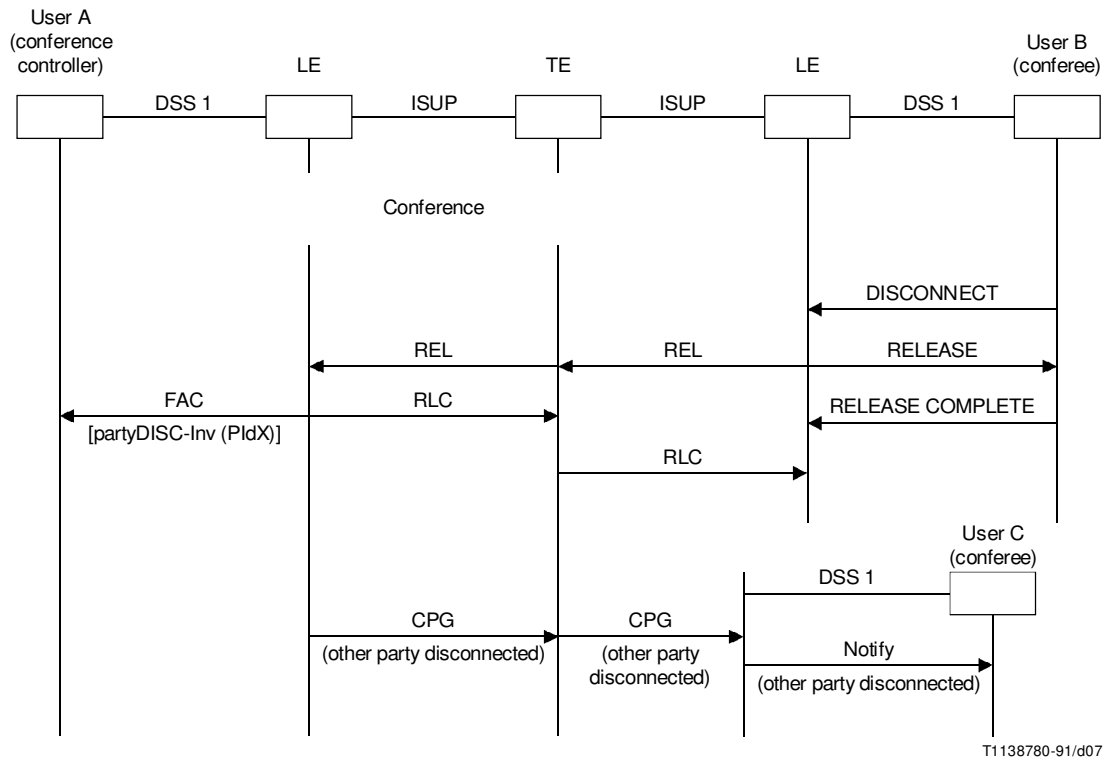 User A
(conference
controller)
LE
TE
LE
User B
(conferee)
DSS 1
ISUP
ISUP
DSS 1
Conference
DISCONNECT
REL
REL
RELEASE
FAC
RLC
RELEASE COMPLETE
[partyDISC-Inv (PIdX)]
RLC
User C
(conferee)
DSS 1
CPG
(other party disconnected)
CPG
(other party
disconnected)
Notify
(other party disconnected)
T1138780-91/d07